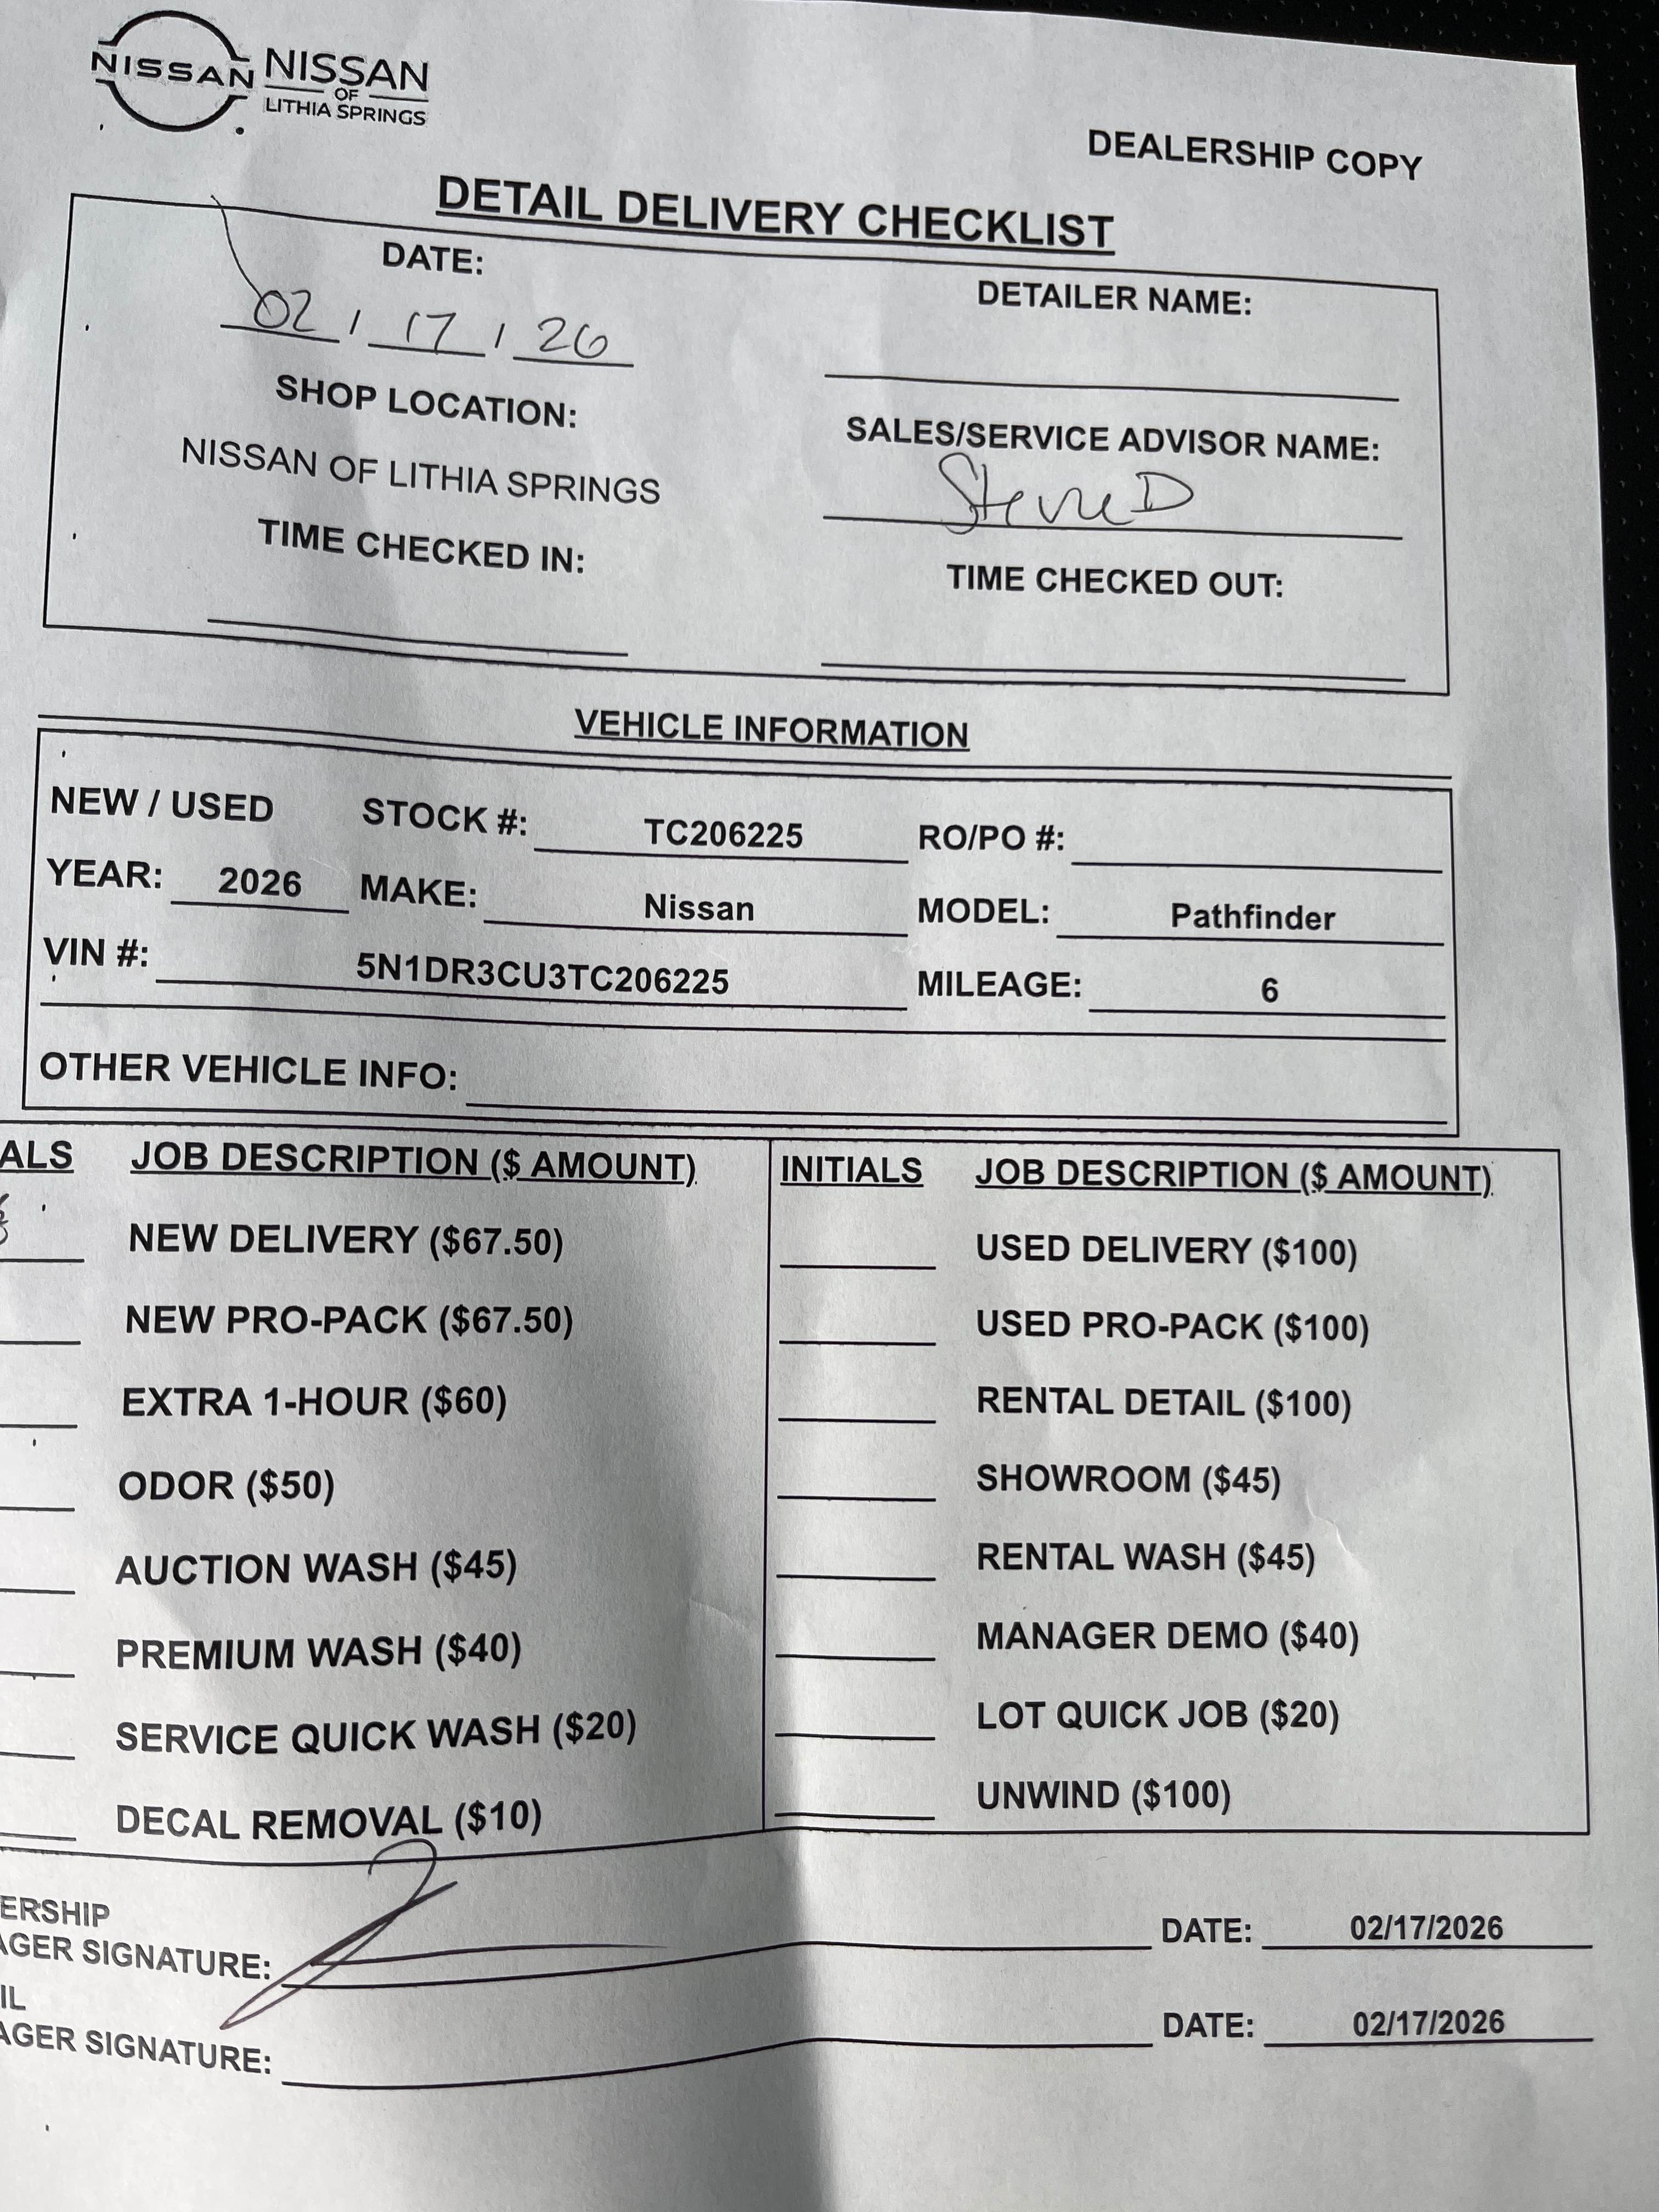 NISSAN NISSAN
OF
LITHIA SPRINGS
DEALERSHIP COPY
DETAIL DELIVERY CHECKLIST
DATE:
02 / 17 / 26
DETAILER NAME:
SHOP LOCATION:
NISSAN OF LITHIA SPRINGS
SALES/SERVICE ADVISOR NAME:
Steve D
TIME CHECKED IN:
TIME CHECKED OUT:
VEHICLE INFORMATION
NEW / USED STOCK #: TC206225 RO/PO #:
YEAR: 2026 MAKE: Nissan MODEL: Pathfinder
VIN #: 5N1DR3CU3TC206225 MILEAGE: 6
OTHER VEHICLE INFO:
ALS JOB DESCRIPTION ($ AMOUNT) INITIALS JOB DESCRIPTION ($ AMOUNT)
NEW DELIVERY ($67.50) USED DELIVERY ($100)
NEW PRO-PACK ($67.50) USED PRO-PACK ($100)
EXTRA 1-HOUR ($60) RENTAL DETAIL ($100)
ODOR ($50) SHOWROOM ($45)
AUCTION WASH ($45) RENTAL WASH ($45)
PREMIUM WASH ($40) MANAGER DEMO ($40)
SERVICE QUICK WASH ($20) LOT QUICK JOB ($20)
DECAL REMOVAL ($10) UNWIND ($100)
ERSHIP
AGER SIGNATURE: DATE: 02/17/2026
IL
AGER SIGNATURE: DATE: 02/17/2026